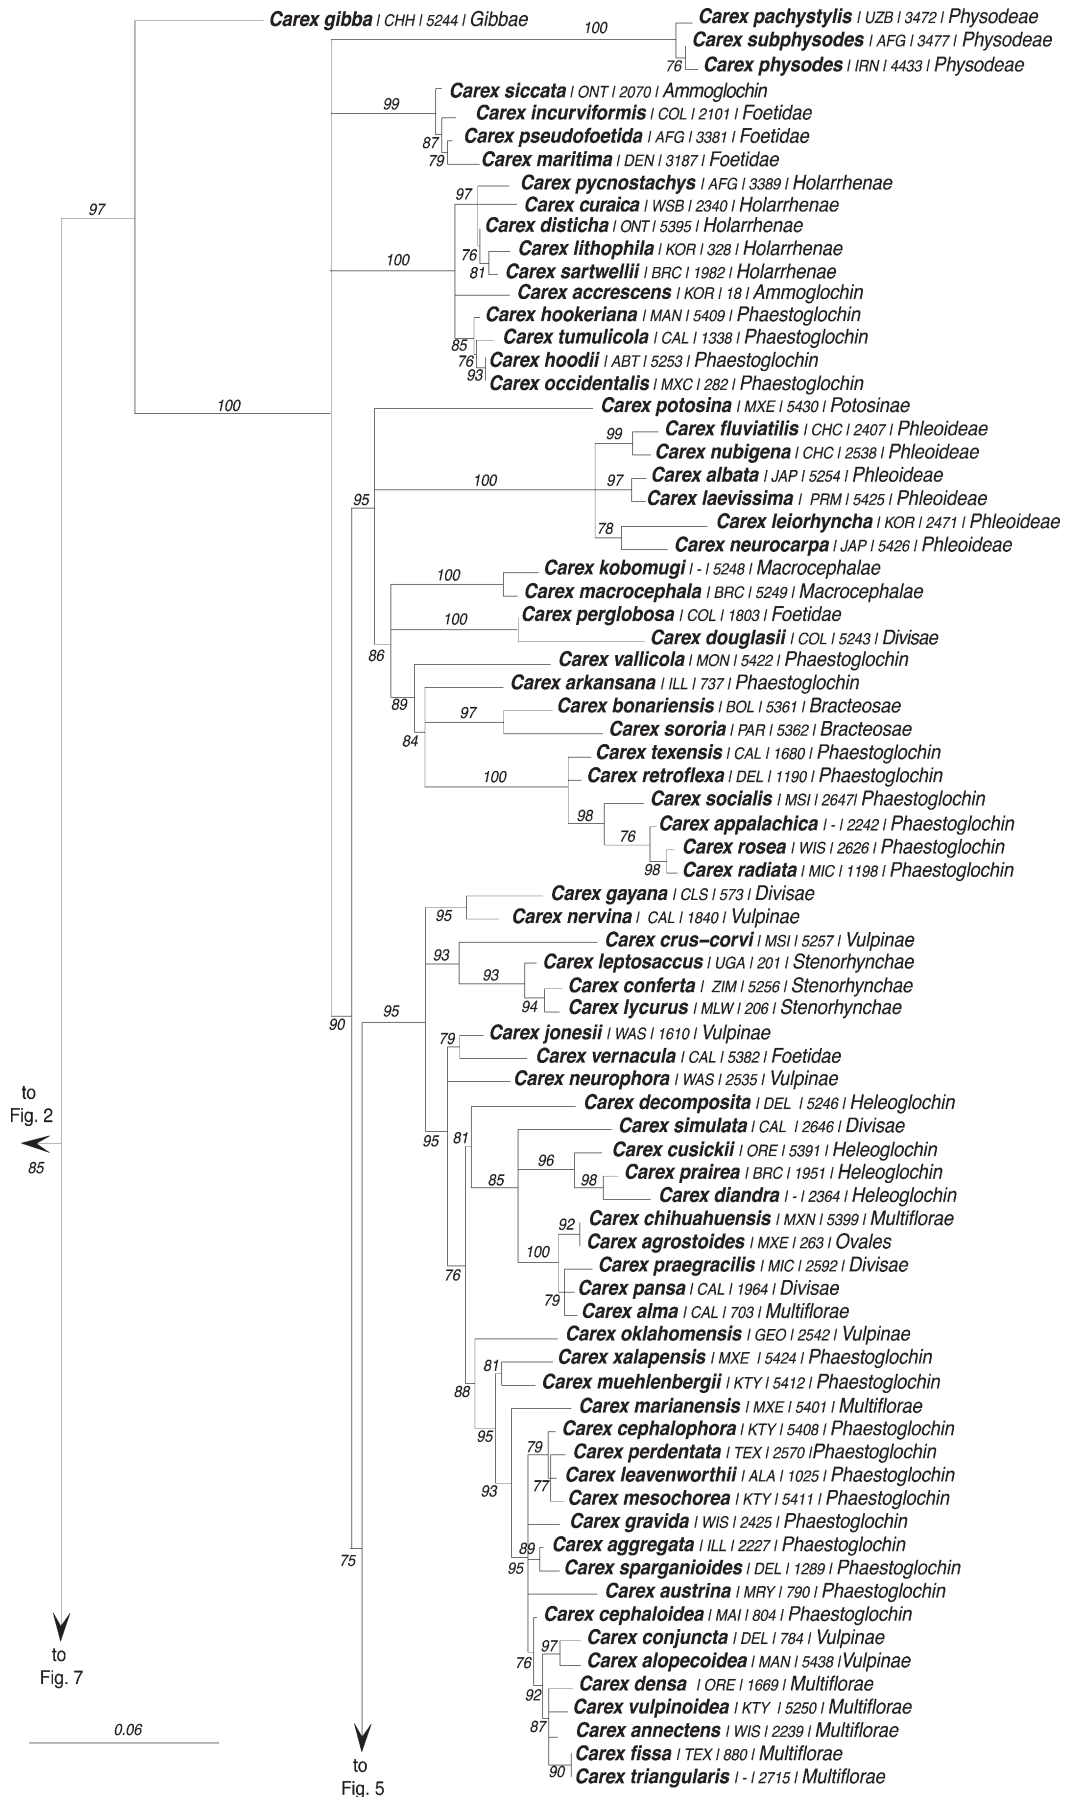 Carex gibba | CHH | 5244 | Gibbae
100
Carex pachystylis | UZB | 3472 | Physodeae
Carex subphysodes | AFG | 3477 | Physodeae
76
Carex physodes | IRN | 4433 | Physodeae
99
Carex siccata | ONT | 2070 | Ammoglochin
Carex incurviformis | COL | 2101 | Foetidae
87
Carex pseudofoetida | AFG | 3381 | Foetidae
79
Carex maritima | DEN | 3187 | Foetidae
97
Carex pycnostachys | AFG | 3389 | Holarrhenae
97
Carex curaica | WSB | 2340 | Holarrhenae
Carex disticha | ONT | 5395 | Holarrhenae
76
Carex lithophila | KOR | 328 | Holarrhenae
100
81
Carex sartwellii | BRC | 1982 | Holarrhenae
Carex accrescens | KOR | 18 | Ammoglochin
Carex hookeriana | MAN | 5409 | Phaestoglochin
85
Carex tumulicola | CAL | 1338 | Phaestoglochin
76
Carex hoodii | ABT | 5253 | Phaestoglochin
93
Carex occidentalis | MXC | 282 | Phaestoglochin
100
Carex potosina | MXE | 5430 | Potosinae
99
Carex fluviatilis | CHC | 2407 | Phleoideae
Carex nubigena | CHC | 2538 | Phleoideae
100
97
Carex albata | JAP | 5254 | Phleoideae
95
Carex laevissima | PRM | 5425 | Phleoideae
78
Carex leiorhyncha | KOR | 2471 | Phleoideae
Carex neurocarpa | JAP | 5426 | Phleoideae
100
Carex kobomugi | - | 5248 | Macrocephalae
Carex macrocephala | BRC | 5249 | Macrocephalae
100
Carex perglobosa | COL | 1803 | Foetidae
86
Carex douglasii | COL | 5243 | Divisae
Carex vallicola | MON | 5422 | Phaestoglochin
89
Carex arkansana | ILL | 737 | Phaestoglochin
97
Carex bonariensis | BOL | 5361 | Bracteosae
84
Carex sororia | PAR | 5362 | Bracteosae
Carex texensis | CAL | 1680 | Phaestoglochin
100
Carex retroflexa | DEL | 1190 | Phaestoglochin
98
Carex socialis | MSI | 2647| Phaestoglochin
76
Carex appalachica | - | 2242 | Phaestoglochin
Carex rosea | WIS | 2626 | Phaestoglochin
98
Carex radiata | MIC | 1198 | Phaestoglochin
Carex gayana | CLS | 573 | Divisae
95
Carex nervina | CAL | 1840 | Vulpinae
93
Carex crus–corvi | MSI | 5257 | Vulpinae
93
Carex leptosaccus | UGA | 201 | Stenorhynchae
Carex conferta | ZIM | 5256 | Stenorhynchae
94
Carex lycurus | MLW | 206 | Stenorhynchae
90
95
79
Carex jonesii | WAS | 1610 | Vulpinae
Carex vernacula | CAL | 5382 | Foetidae
Carex neurophora | WAS | 2535 | Vulpinae
to
Fig. 2
85
Carex decomposita | DEL | 5246 | Heleoglochin
95
81
Carex simulata | CAL | 2646 | Divisae
96
Carex cusickii | ORE | 5391 | Heleoglochin
85
98
Carex prairea | BRC | 1951 | Heleoglochin
Carex diandra | - | 2364 | Heleoglochin
92
Carex chihuahuensis | MXN | 5399 | Multiflorae
100
Carex agrostoides | MXE | 263 | Ovales
76
Carex praegracilis | MIC | 2592 | Divisae
Carex pansa | CAL | 1964 | Divisae
79
Carex alma | CAL | 703 | Multiflorae
Carex oklahomensis | GEO | 2542 | Vulpinae
81
Carex xalapensis | MXE | 5424 | Phaestoglochin
88
Carex muehlenbergii | KTY | 5412 | Phaestoglochin
Carex marianensis | MXE | 5401 | Multiflorae
95
Carex cephalophora | KTY | 5408 | Phaestoglochin
79
Carex perdentata | TEX | 2570 |Phaestoglochin
93
77
Carex leavenworthii | ALA | 1025 | Phaestoglochin
Carex mesochorea | KTY | 5411 | Phaestoglochin
Carex gravida | WIS | 2425 | Phaestoglochin
75
89
Carex aggregata | ILL | 2227 | Phaestoglochin
95
Carex sparganioides | DEL | 1289 | Phaestoglochin
Carex austrina | MRY | 790 | Phaestoglochin
Carex cephaloidea | MAI | 804 | Phaestoglochin
to
Fig. 7
97
Carex conjuncta | DEL | 784 | Vulpinae
76
Carex alopecoidea | MAN | 5438 |Vulpinae
92
Carex densa | ORE | 1669 | Multiflorae
Carex vulpinoidea | KTY | 5250 | Multiflorae
87
Carex annectens | WIS | 2239 | Multiflorae
0.06
Carex fissa | TEX | 880 | Multiflorae
90
Carex triangularis | - | 2715 | Multiflorae
to
Fig. 5